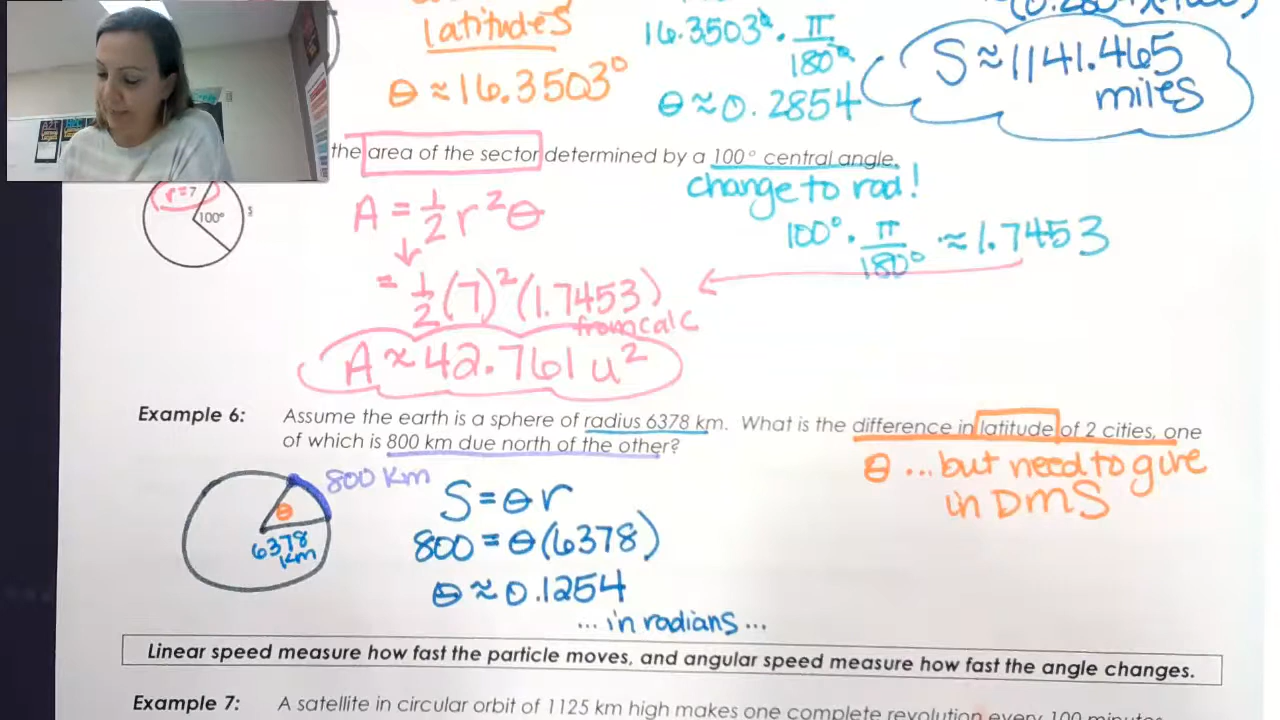 latitudes
θ ≈ 16.3503°
16.3503° · π
180°
θ ≈ 0.2854
S ≈ 1141.465
miles
the area of the sector determined by a 100° central angle.
change to rad!
r=7
100°
s
A = 1/2 r²θ
100° · π/180° ≈ 1.7453
= 1/2 (7)² (1.7453)
from calc
A ≈ 42.761 u²
Example 6: Assume the earth is a sphere of radius 6378 km. What is the difference in latitude of 2 cities, one
of which is 800 km due north of the other?
θ ...but need to give
in DMS
800 km
θ
6378
km
S = θr
800 = θ(6378)
θ ≈ 0.1254
... in radians ...
Linear speed measure how fast the particle moves, and angular speed measure how fast the angle changes.
Example 7: A satellite in circular orbit of 1125 km high makes one complete revolution every 100 minutes